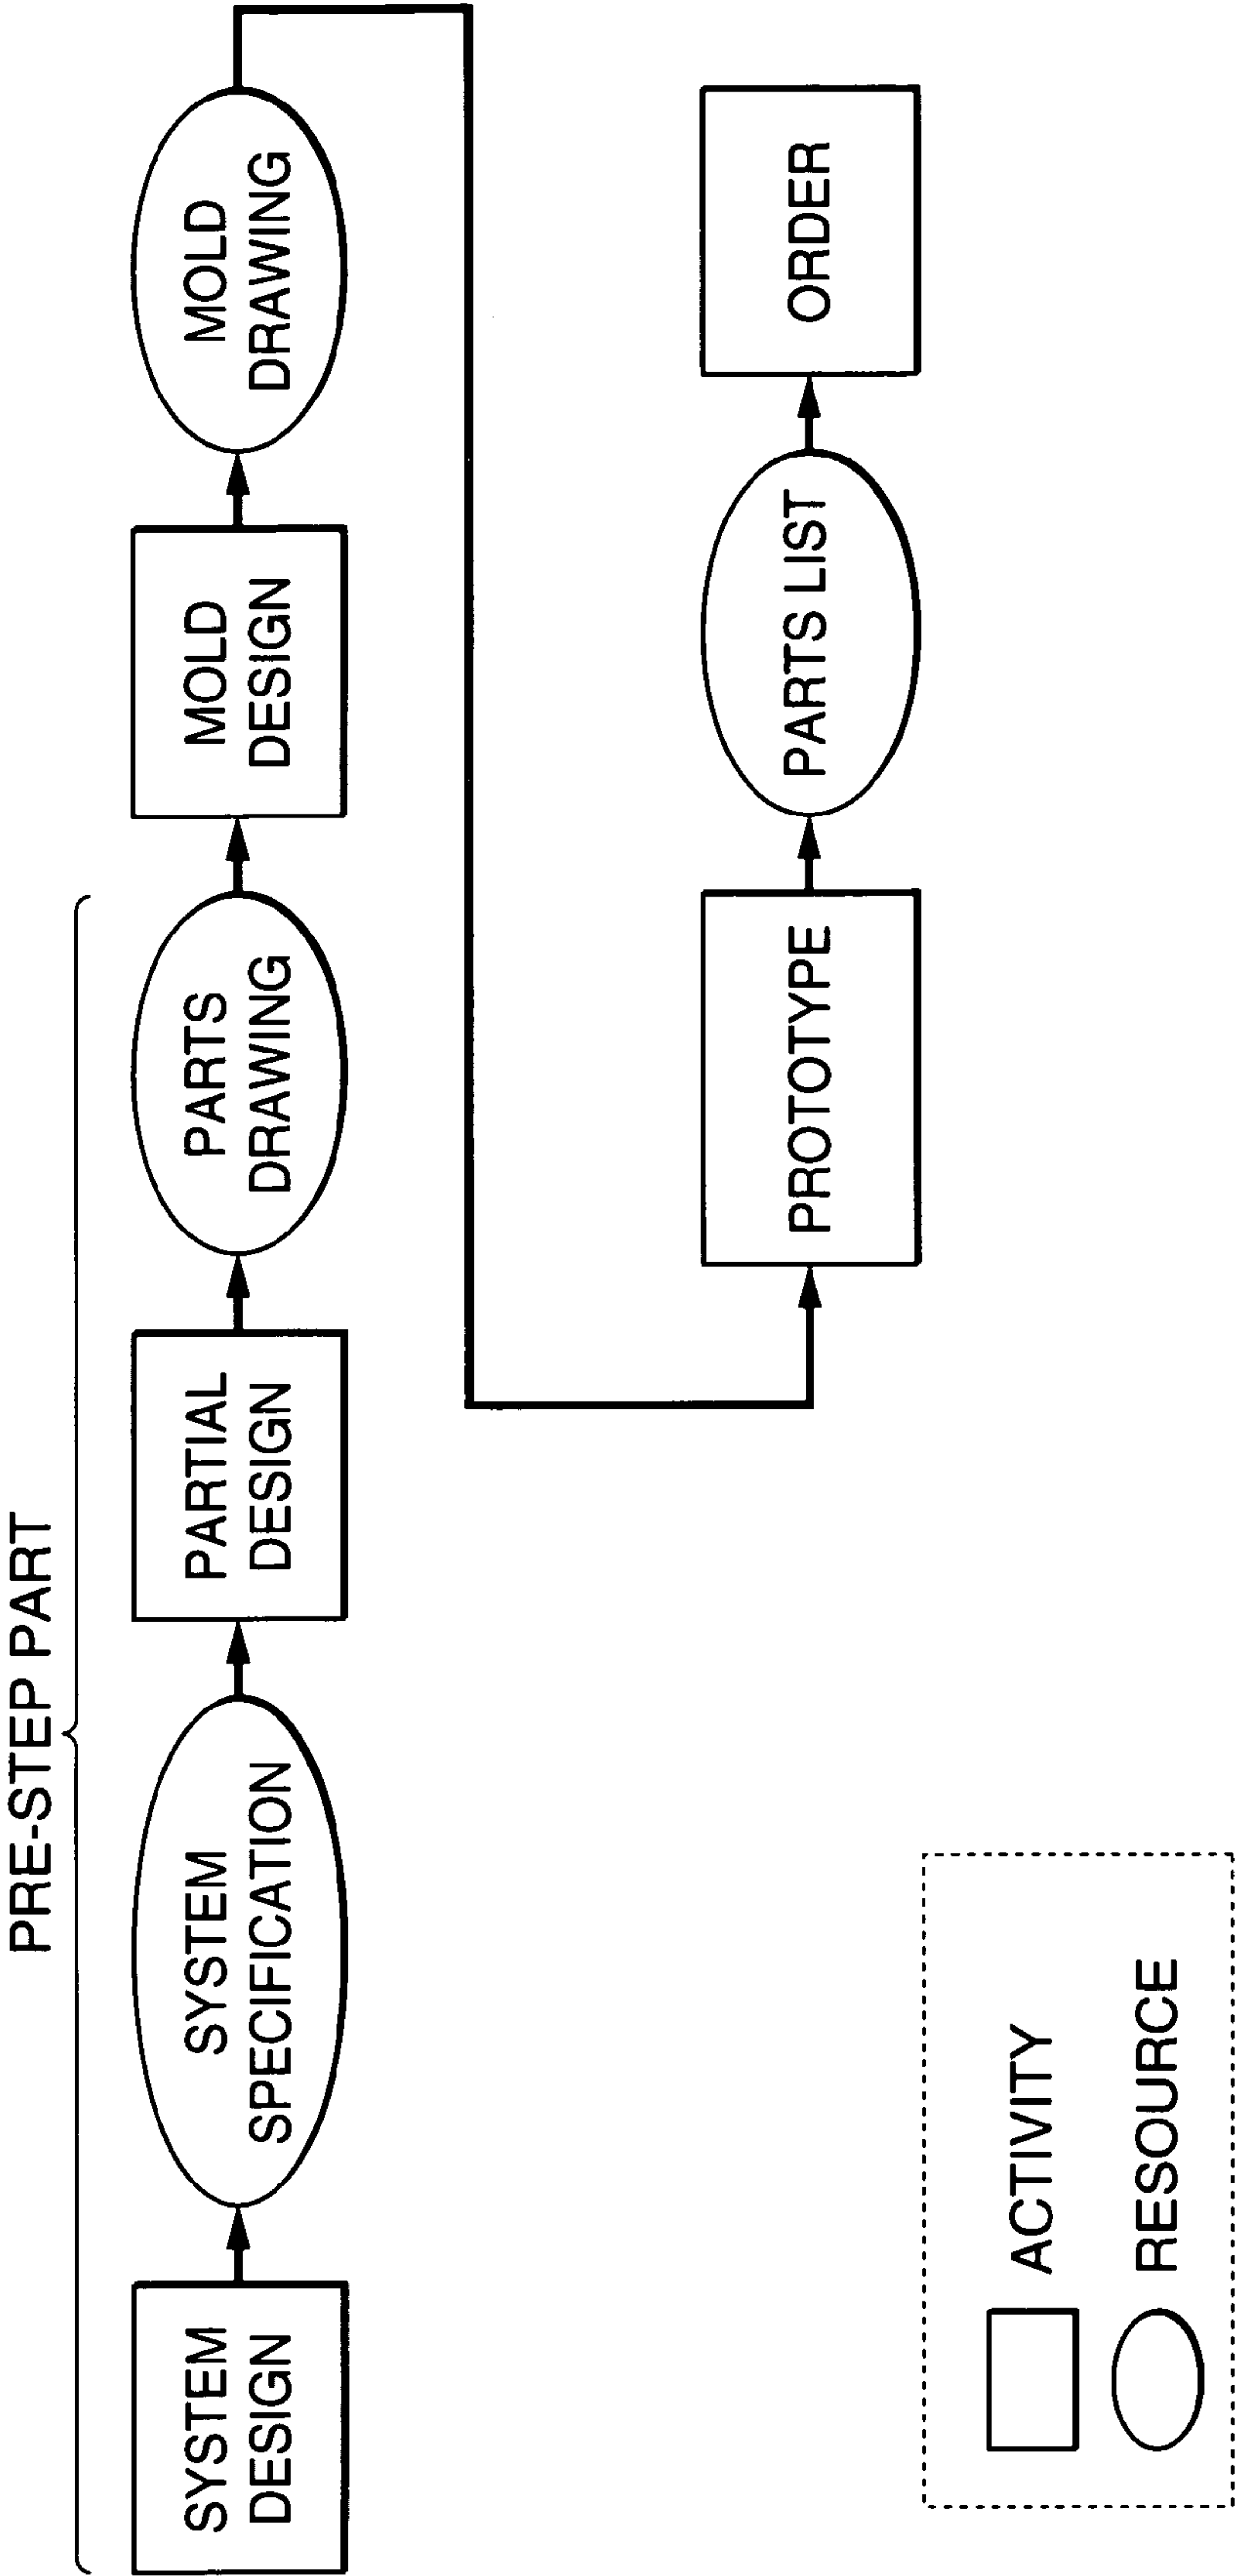 PRE-STEP PART
SYSTEM
DESIGN
SYSTEM
SPECIFICATION
PARTIAL
DESIGN
PARTS
DRAWING
MOLD
DESIGN
MOLD
DRAWING
PROTOTYPE
PARTS LIST
ORDER
ACTIVITY
RESOURCE